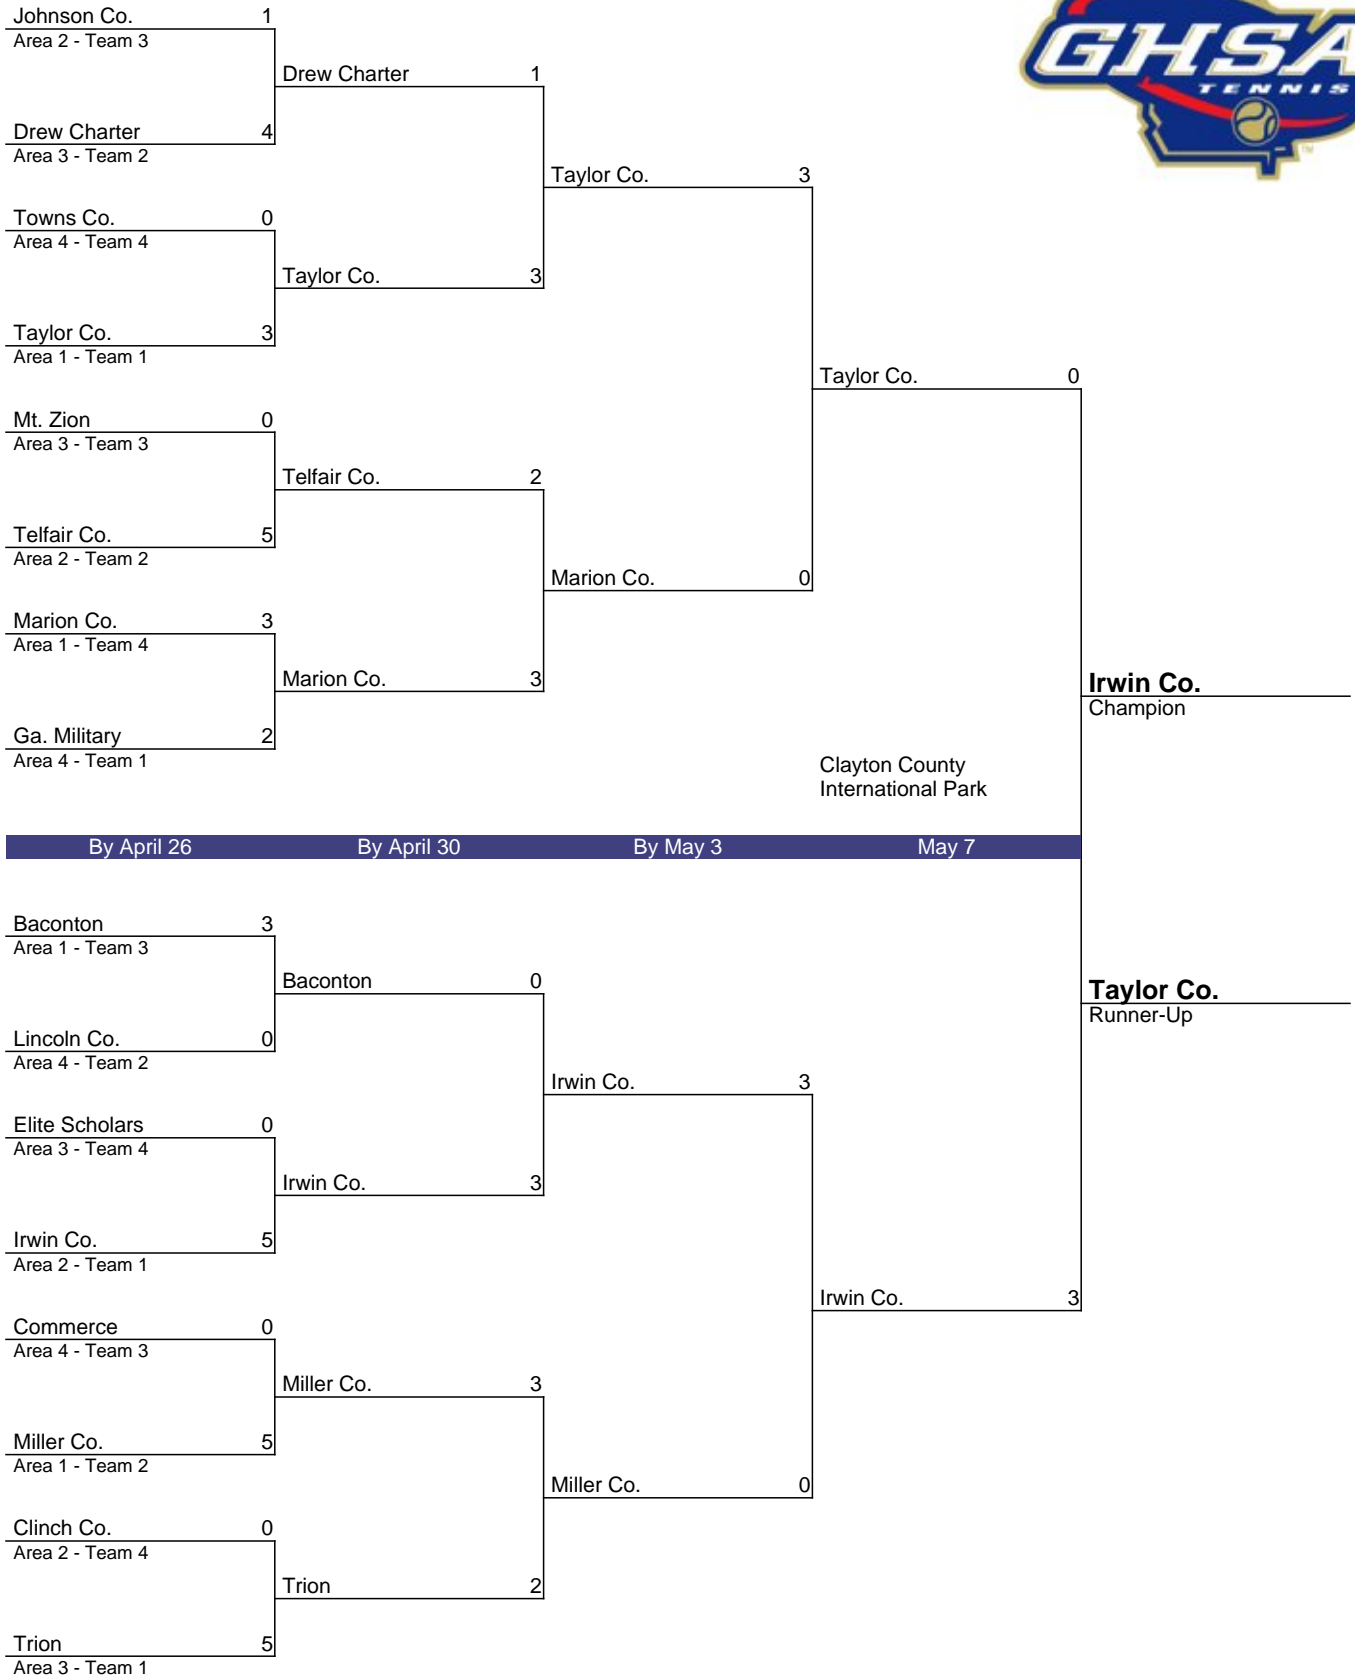 GHSA
TENNIS
TM
Johnson Co. 1
Area 2 - Team 3
Drew Charter 1
Drew Charter 4
Area 3 - Team 2
Taylor Co. 3
Towns Co. 0
Area 4 - Team 4
Taylor Co. 3
Taylor Co. 3
Area 1 - Team 1
Taylor Co. 0
Mt. Zion 0
Area 3 - Team 3
Telfair Co. 2
Telfair Co. 5
Area 2 - Team 2
Marion Co. 0
Marion Co. 3
Area 1 - Team 4
Marion Co. 3
Irwin Co.
Champion
Ga. Military 2
Area 4 - Team 1
Clayton County
International Park
By April 26 By April 30 By May 3 May 7
Baconton 3
Area 1 - Team 3
Baconton 0
Taylor Co.
Runner-Up
Lincoln Co. 0
Area 4 - Team 2
Irwin Co. 3
Elite Scholars 0
Area 3 - Team 4
Irwin Co. 3
Irwin Co. 5
Area 2 - Team 1
Irwin Co. 3
Commerce 0
Area 4 - Team 3
Miller Co. 3
Miller Co. 5
Area 1 - Team 2
Miller Co. 0
Clinch Co. 0
Area 2 - Team 4
Trion 2
Trion 5
Area 3 - Team 1